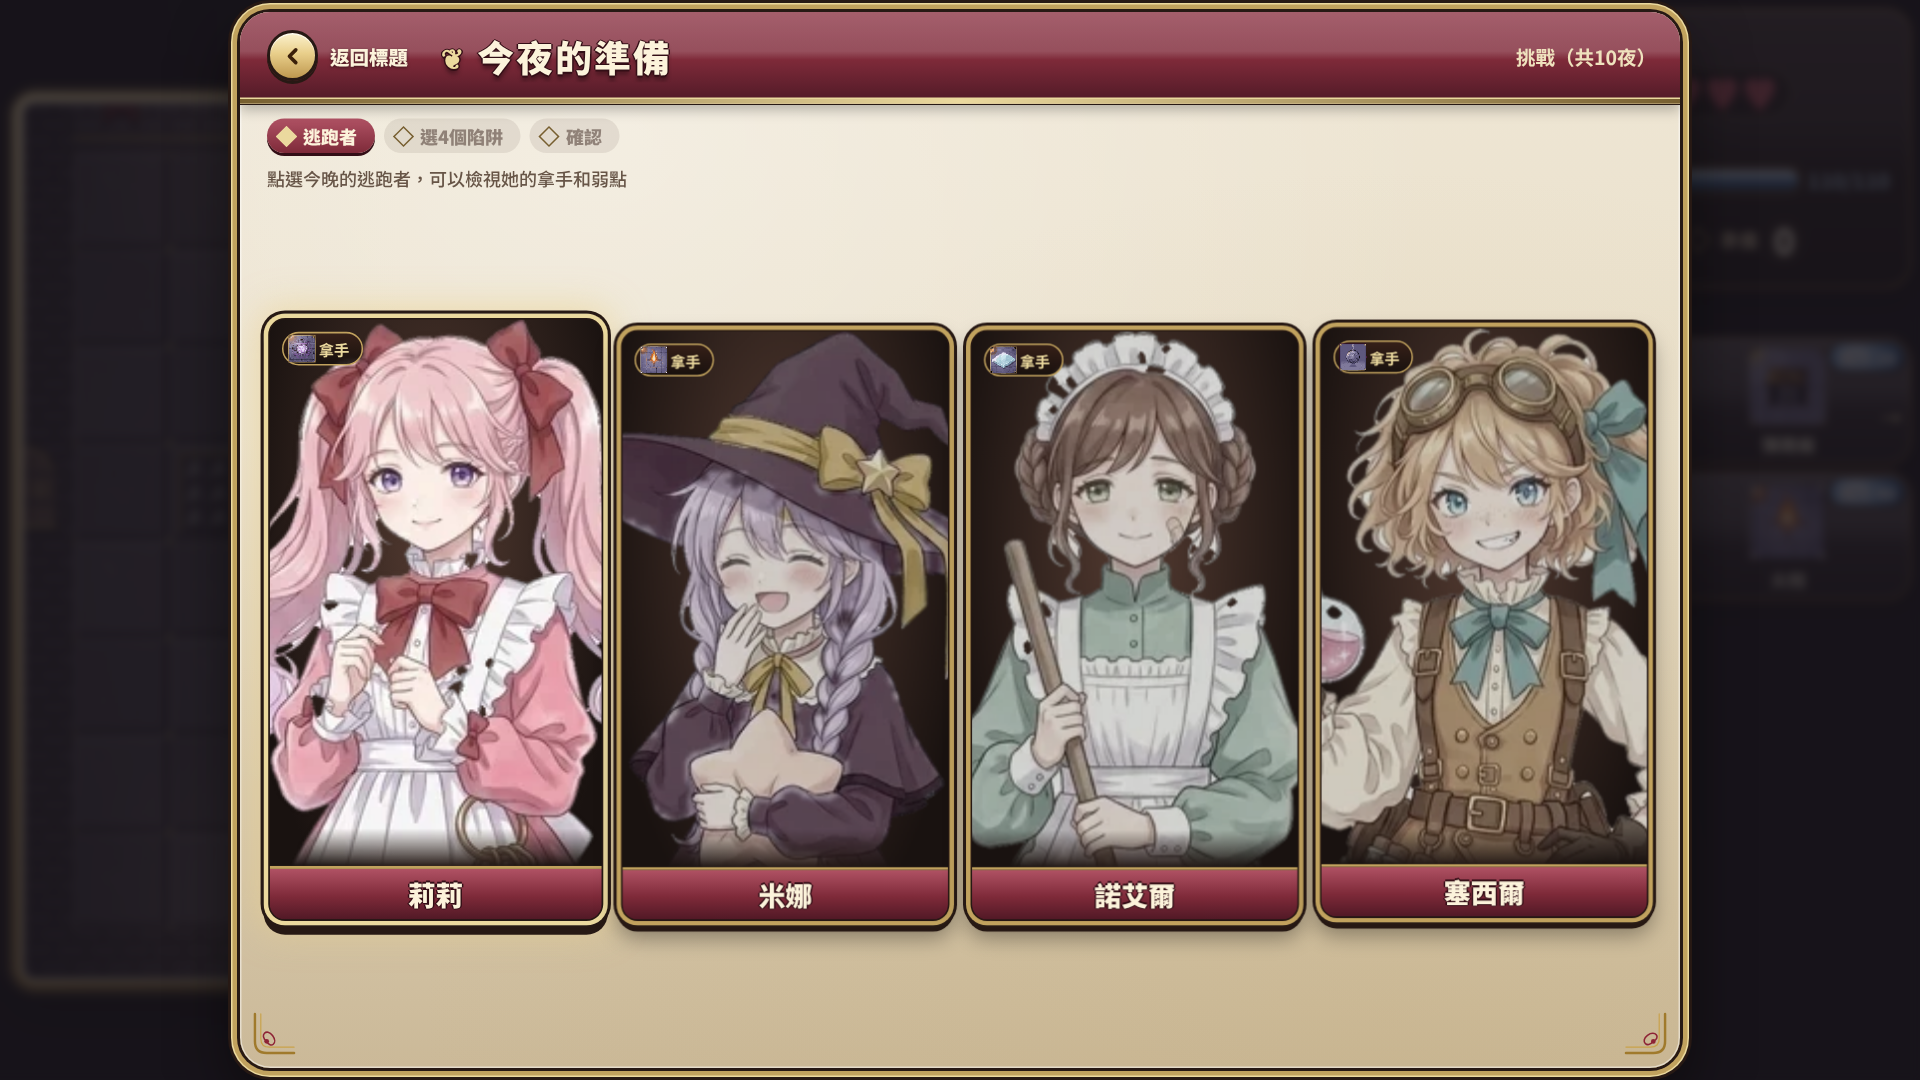 返回標題
今夜的準備
挑戰（共10夜）
逃跑者
選4個陷阱
確認
點選今晚的逃跑者，可以檢視她的拿手和弱點
拿手
拿手
拿手
拿手
莉莉
米娜
諾艾爾
塞西爾